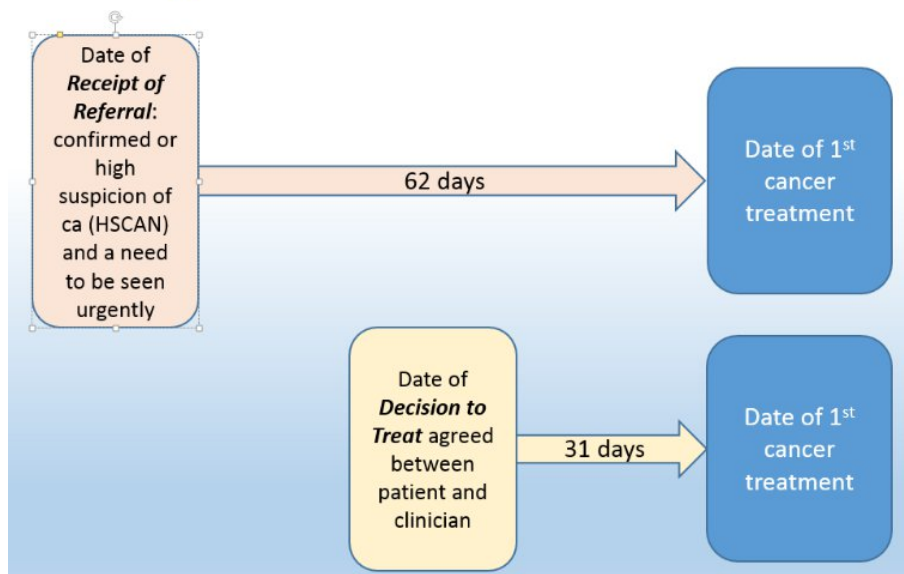 Date of
Receipt of
Referral:
confirmed or
high
suspicion of
ca (HSCAN)
and a need
to be seen
urgently
62 days
Date of 1st
cancer
treatment
Date of
Decision to
Treat agreed
between
patient and
clinician
31 days
Date of 1st
cancer
treatment